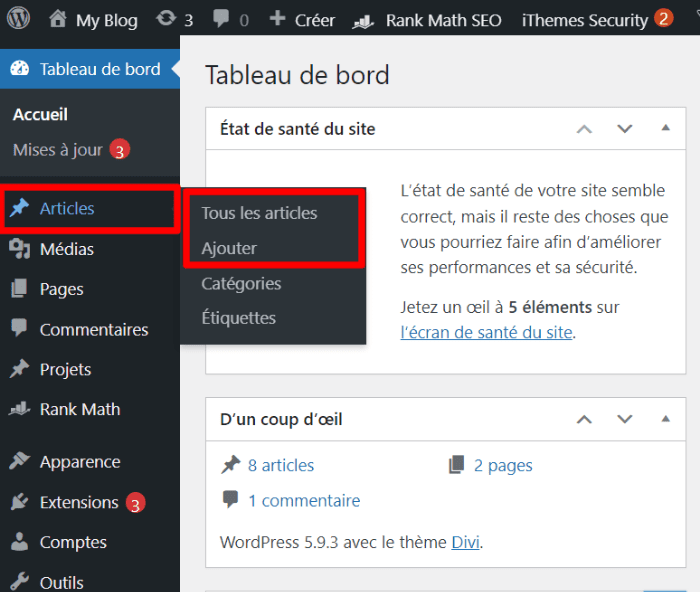 My Blog 3 0 Créer Rank Math SEO iThemes Security 2
Tableau de bord
Accueil
Mises à jour 3
Articles
Médias
Pages
Commentaires
Projets
Rank Math
Apparence
Extensions 3
Comptes
Outils
Tous les articles
Ajouter
Catégories
Étiquettes
Tableau de bord
État de santé du site
L’état de santé de votre site semble
correct, mais il reste des choses que
vous pourriez faire afin d’améliorer
ses performances et sa sécurité.
Jetez un œil à 5 éléments sur
l’écran de santé du site.
D’un coup d’œil
8 articles
2 pages
1 commentaire
WordPress 5.9.3 avec le thème Divi.